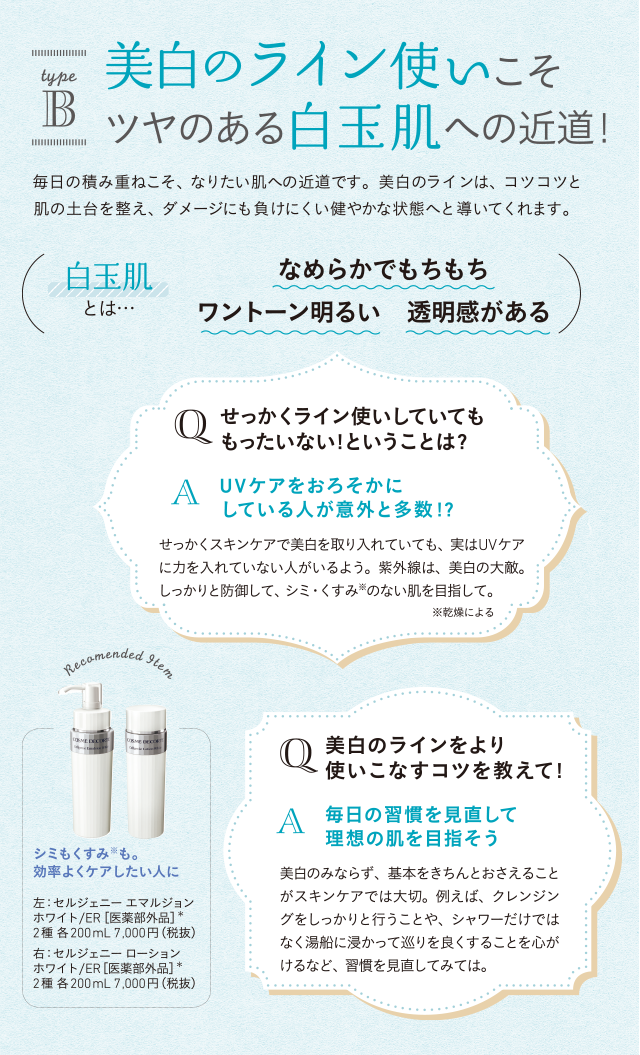 type
B
美白のライン使いこそ
ツヤのある白玉肌への近道!
毎日の積み重ねこそ、なりたい肌への近道です。美白のラインは、コツコツと
肌の土台を整え、ダメージにも負けにくい健やかな状態へと導いてくれます。
白玉肌
とは…
なめらかでもちもち
ワントーン明るい 透明感がある
Q せっかくライン使いしていても
もったいない!ということは?
A UVケアをおろそかに
している人が意外と多数!?
せっかくスキンケアで美白を取り入れていても、実はUVケア
に力を入れていない人がいるよう。紫外線は、美白の大敵。
しっかりと防御して、シミ・くすみ※のない肌を目指して。
※乾燥による
Recomended Item
COSME DECORTE
COSME DECORTE
シミもくすみ※も。
効率よくケアしたい人に
左:セルジェニー エマルジョン
ホワイト/ER[医薬部外品]*
2種 各200mL 7,000円(税抜)
右:セルジェニー ローション
ホワイト/ER[医薬部外品]*
2種 各200mL 7,000円(税抜)
Q 美白のラインをより
使いこなすコツを教えて!
A 毎日の習慣を見直して
理想の肌を目指そう
美白のみならず、基本をきちんとおさえること
がスキンケアでは大切。例えば、クレンジン
グをしっかりと行うことや、シャワーだけでは
なく湯船に浸かって巡りを良くすることを心が
けるなど、習慣を見直してみては。